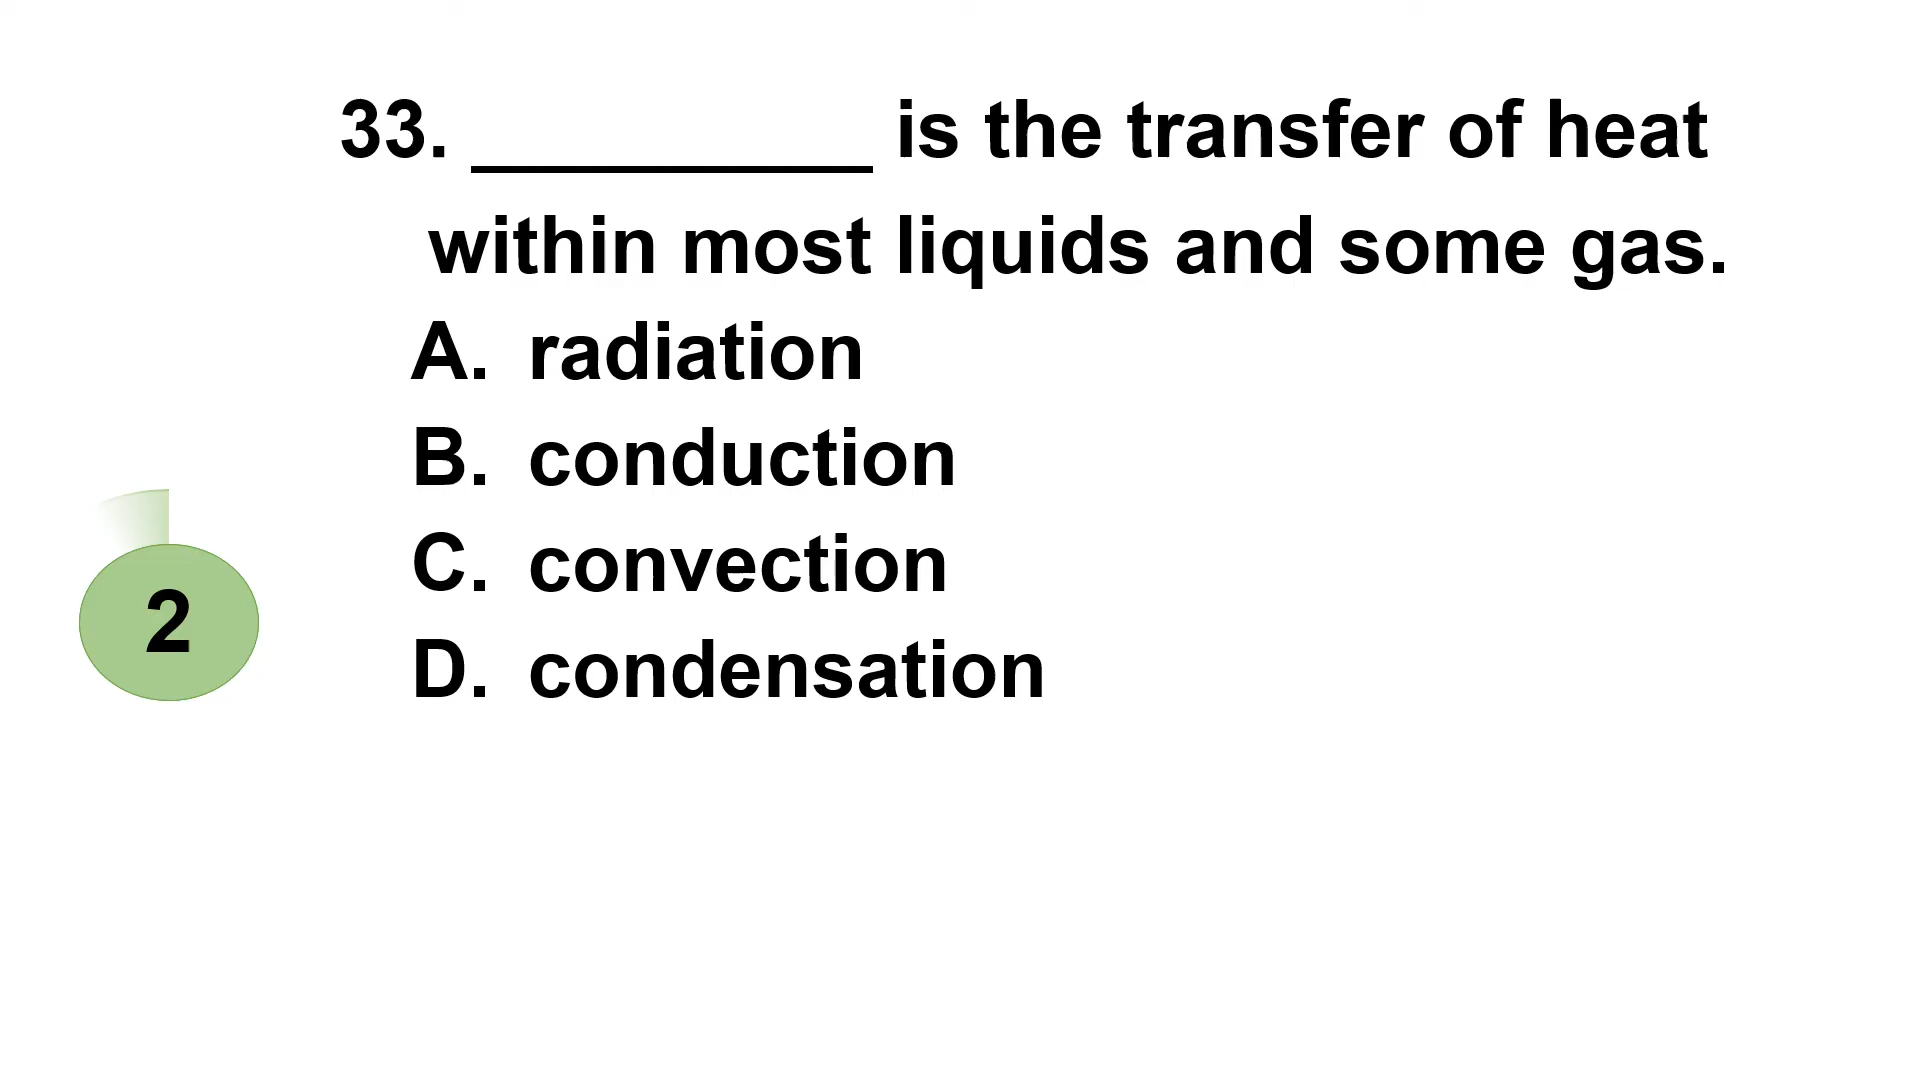 33. __________ is the transfer of heat
within most liquids and some gas.
A. radiation
B. conduction
C. convection
2
D. condensation